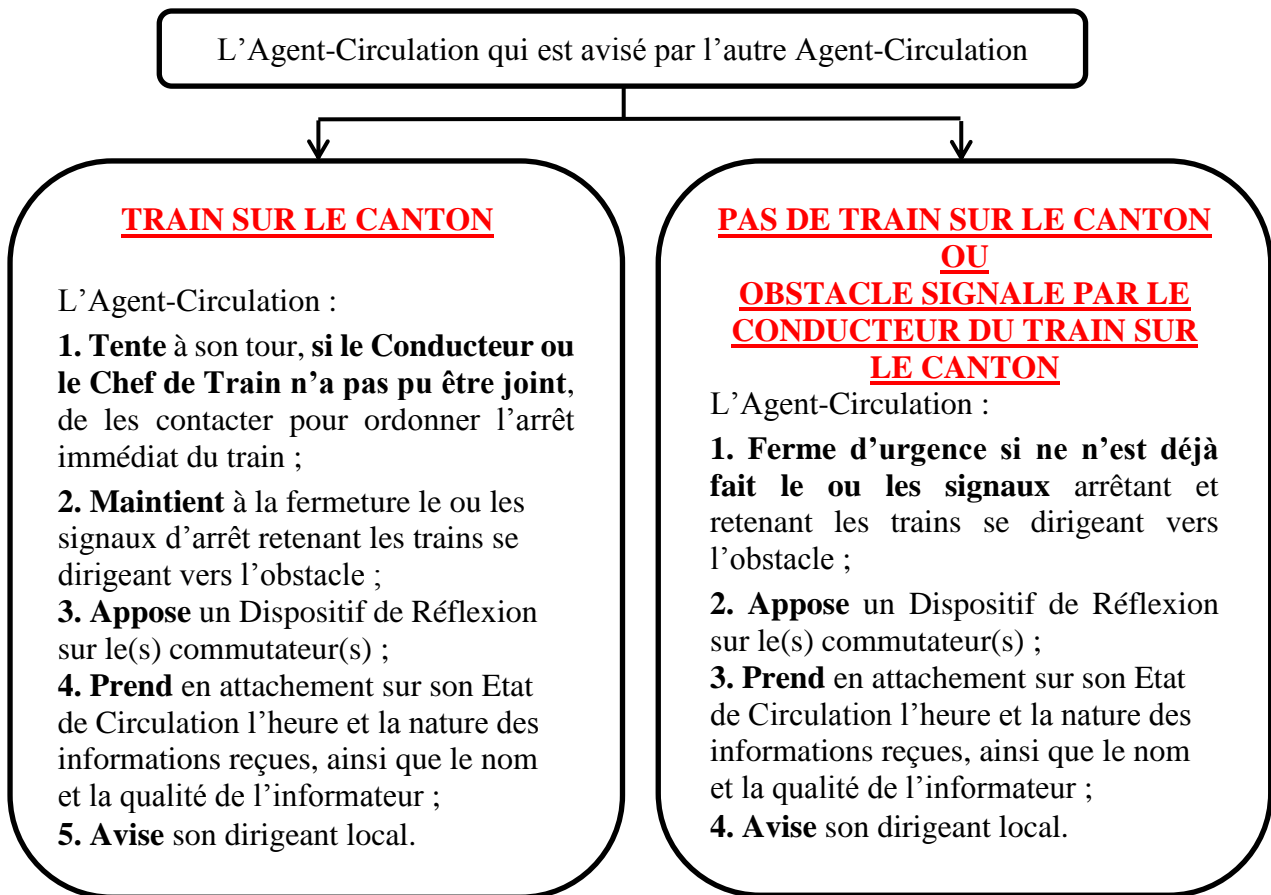 L’Agent-Circulation qui est avisé par l’autre Agent-Circulation
TRAIN SUR LE CANTON
L’Agent-Circulation :
1. Tente à son tour, si le Conducteur ou
le Chef de Train n’a pas pu être joint,
de les contacter pour ordonner l’arrêt
immédiat du train ;
2. Maintient à la fermeture le ou les
signaux d’arrêt retenant les trains se
dirigeant vers l’obstacle ;
3. Appose un Dispositif de Réflexion
sur le(s) commutateur(s) ;
4. Prend en attachement sur son Etat
de Circulation l’heure et la nature des
informations reçues, ainsi que le nom
et la qualité de l’informateur ;
5. Avise son dirigeant local.
PAS DE TRAIN SUR LE CANTON
OU
OBSTACLE SIGNALE PAR LE
CONDUCTEUR DU TRAIN SUR
LE CANTON
L’Agent-Circulation :
1. Ferme d’urgence si ne n’est déjà
fait le ou les signaux arrêtant et
retenant les trains se dirigeant vers
l’obstacle ;
2. Appose un Dispositif de Réflexion
sur le(s) commutateur(s) ;
3. Prend en attachement sur son Etat
de Circulation l’heure et la nature des
informations reçues, ainsi que le nom
et la qualité de l’informateur ;
4. Avise son dirigeant local.